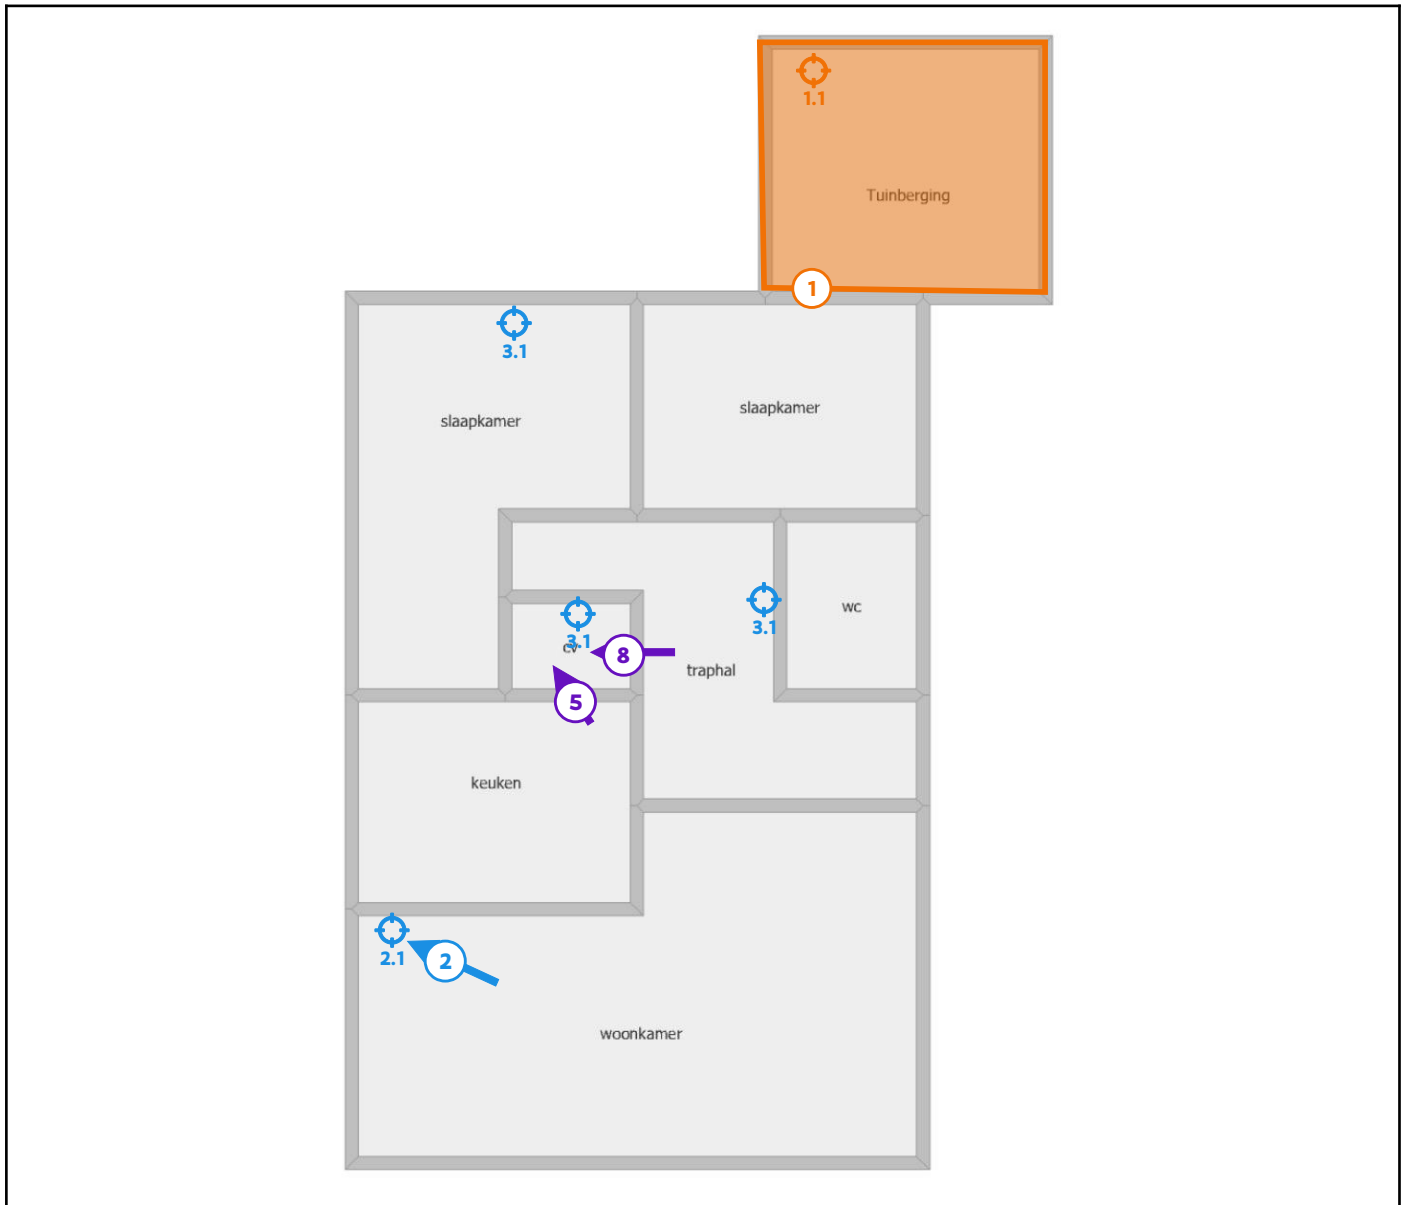 1.1
Tuinberging
1
3.1
slaapkamer
slaapkamer
3.1
cv
8
5
3.1
traphal
wc
keuken
2.1
2
woonkamer